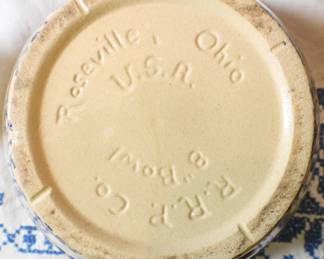 Roseville, Ohio
U.S.A.
8" Bowl
R.R.P. Co.